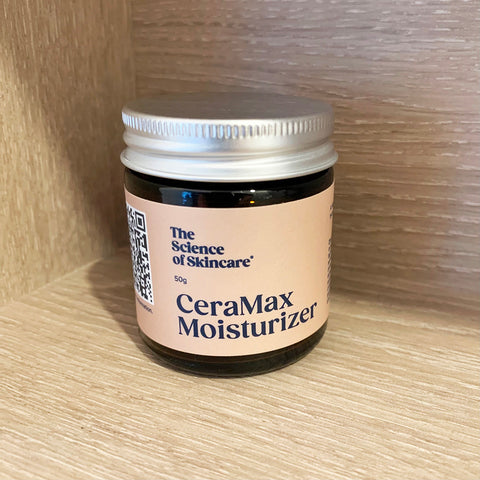 The
Science
of Skincare®
50g
CeraMax
Moisturizer